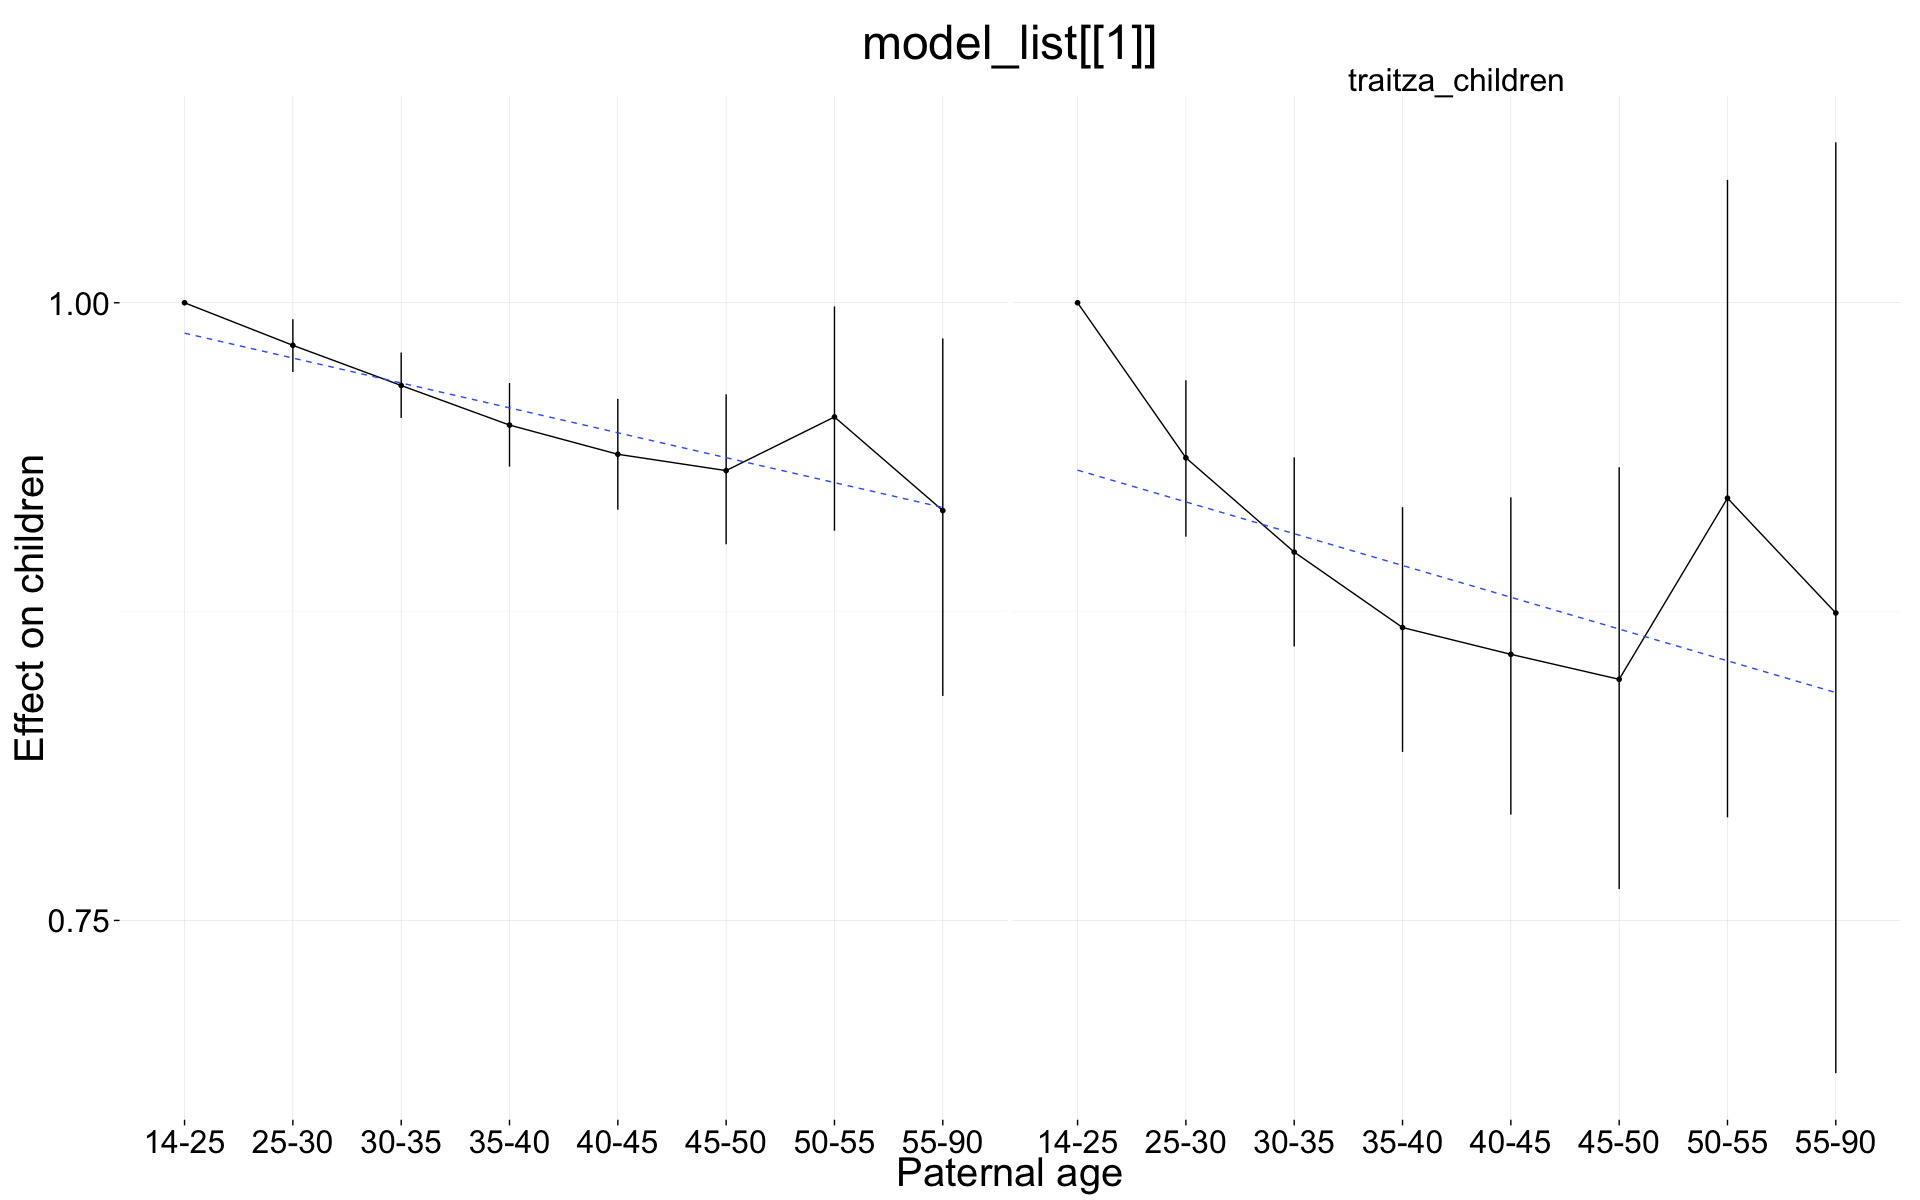 model_list[[1]]
traitza_children
Effect on children
1.00
0.75
14-25 25-30 30-35 35-40 40-45 45-50 50-55 55-90 14-25 25-30 30-35 35-40 40-45 45-50 50-55 55-90
Paternal age